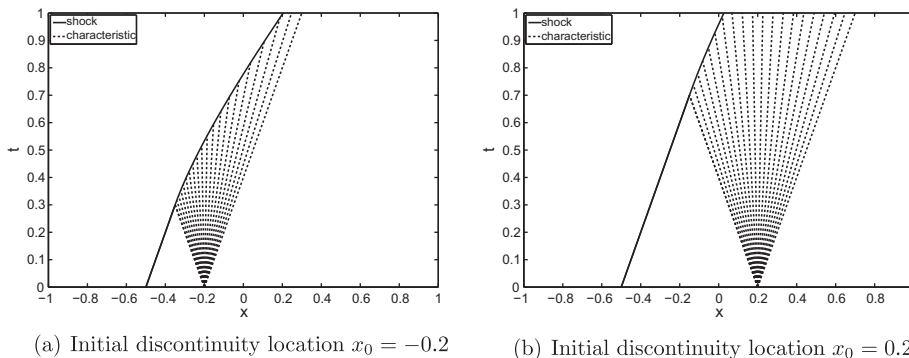 1
0.9
0.8
0.7
0.6
0.5
0.4
0.3
0.2
0.1
0
t
shock
characteristic
−1 −0.8 −0.6 −0.4 −0.2 0 0.2 0.4 0.6 0.8 1
x
(a) Initial discontinuity location x0 = −0.2
1
0.9
0.8
0.7
0.6
0.5
0.4
0.3
0.2
0.1
0
t
shock
characteristic
−1 −0.8 −0.6 −0.4 −0.2 0 0.2 0.4 0.6 0.8
x
(b) Initial discontinuity location x0 = 0.2